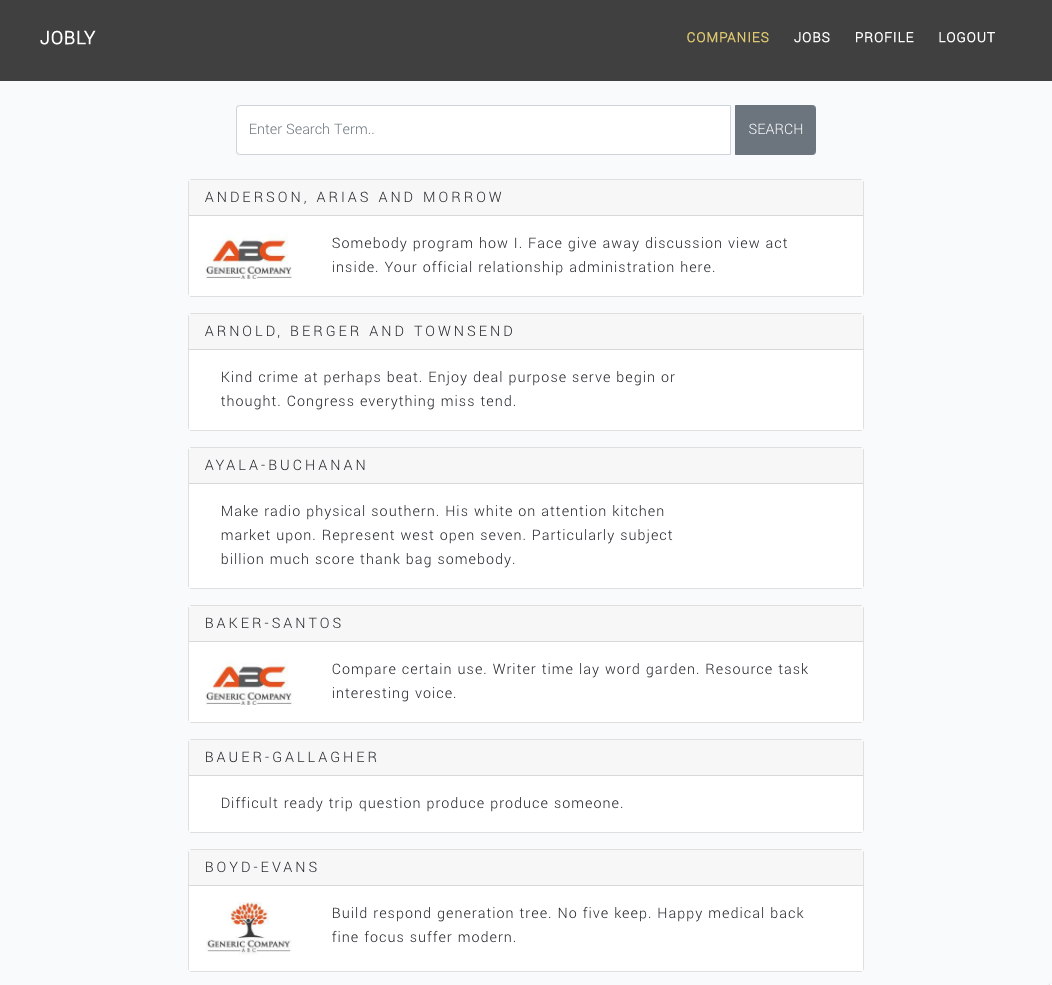 JOBLY
COMPANIES JOBS PROFILE LOGOUT
Enter Search Term..
SEARCH
ANDERSON, ARIAS AND MORROW
ABC
GENERIC COMPANY
A B C
Somebody program how I. Face give away discussion view act
inside. Your official relationship administration here.
ARNOLD, BERGER AND TOWNSEND
Kind crime at perhaps beat. Enjoy deal purpose serve begin or
thought. Congress everything miss tend.
AYALA-BUCHANAN
Make radio physical southern. His white on attention kitchen
market upon. Represent west open seven. Particularly subject
billion much score thank bag somebody.
BAKER-SANTOS
ABC
GENERIC COMPANY
A B C
Compare certain use. Writer time lay word garden. Resource task
interesting voice.
BAUER-GALLAGHER
Difficult ready trip question produce produce someone.
BOYD-EVANS
GENERIC COMPANY
A B C
Build respond generation tree. No five keep. Happy medical back
fine focus suffer modern.